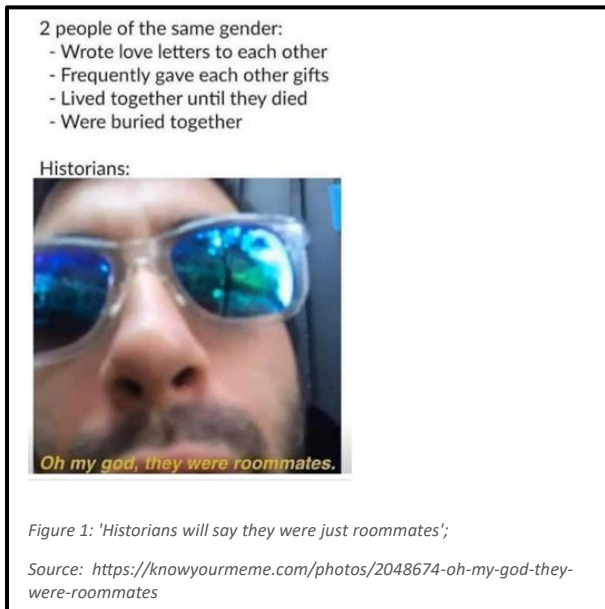 2 people of the same gender:
- Wrote love letters to each other
- Frequently gave each other gifts
- Lived together until they died
- Were buried together
Historians:
Oh my god, they were roommates.
Figure 1: 'Historians will say they were just roommates';
Source: https://knowyourmeme.com/photos/2048674-oh-my-god-they-
were-roommates